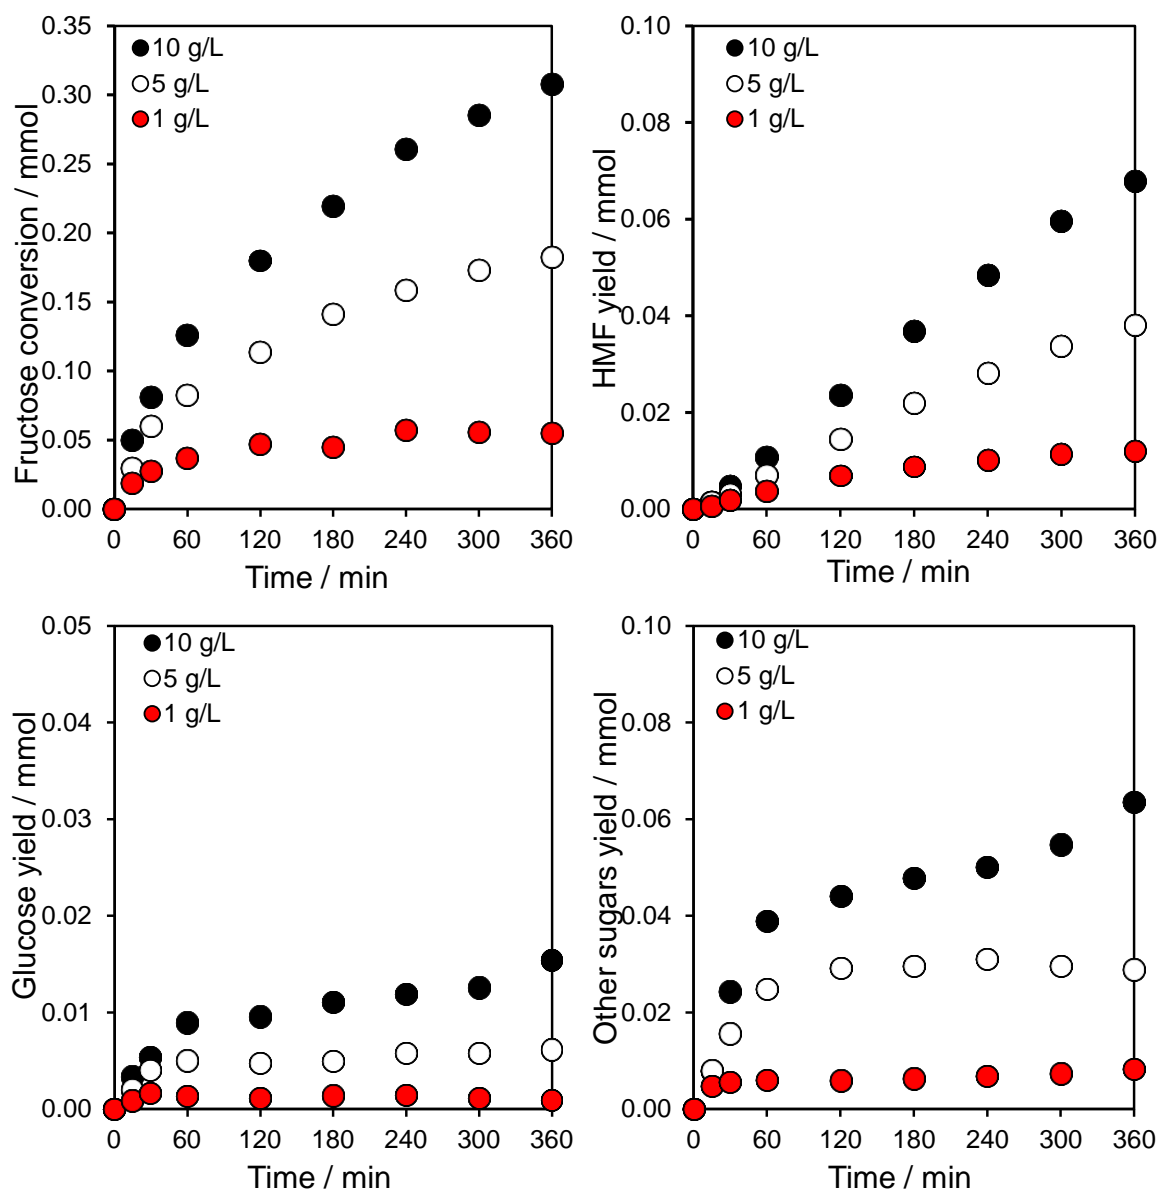 0.35
0.30
0.25
0.20
0.15
0.10
0.05
0.00
Fructose conversion / mmol
10 g/L
5 g/L
1 g/L
0 60 120 180 240 300 360
Time / min
0.10
0.08
0.06
0.04
0.02
0.00
HMF yield / mmol
10 g/L
5 g/L
1 g/L
0 60 120 180 240 300 360
Time / min
0.05
0.04
0.03
0.02
0.01
0.00
Glucose yield / mmol
10 g/L
5 g/L
1 g/L
0 60 120 180 240 300 360
Time / min
0.10
0.08
0.06
0.04
0.02
0.00
Other sugars yield / mmol
10 g/L
5 g/L
1 g/L
0 60 120 180 240 300 360
Time / min